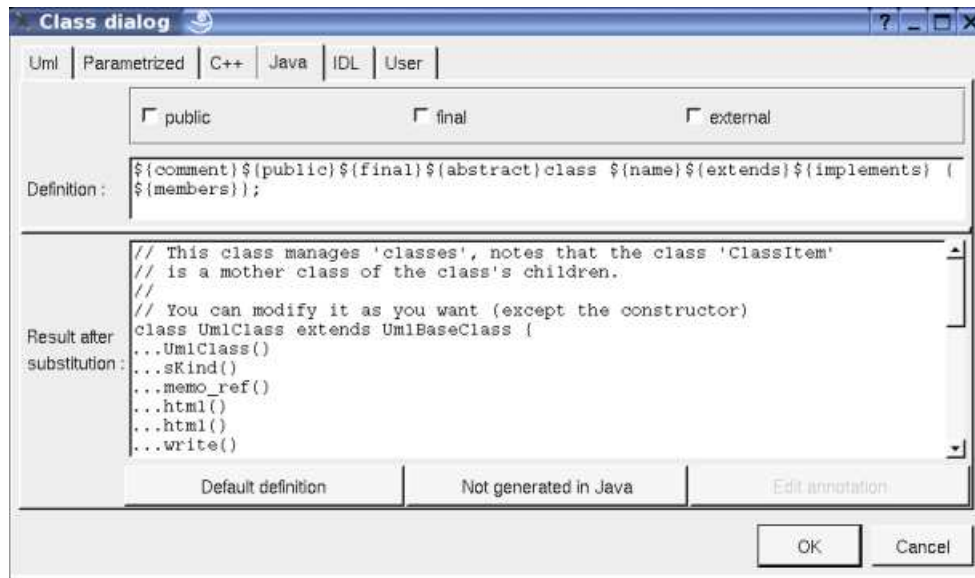 Class dialog
Uml Parametrized C++ Java IDL User
public final external
Definition :
${comment}${public}${final}${abstract}class ${name}${extends}${implements} {
${members}};
Result after
substitution :
// This class manages 'classes', notes that the class 'ClassItem'
// is a mother class of the class's children.
//
// You can modify it as you want (except the constructor)
class UmlClass extends UmlBaseClass {
...UmlClass()
...sKind()
...memo_ref()
...html()
...html()
...write()
Default definition Not generated in Java Edit annotation
OK Cancel